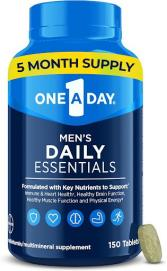 5 MONTH SUPPLY
ONE A DAY®
MEN'S
DAILY
ESSENTIALS
Formulated with Key Nutrients to Support:
Immune & Heart Health, Healthy Brain Function,
Healthy Muscle Function and Physical Energy
multivitamin/multimineral supplement
150 Tablets